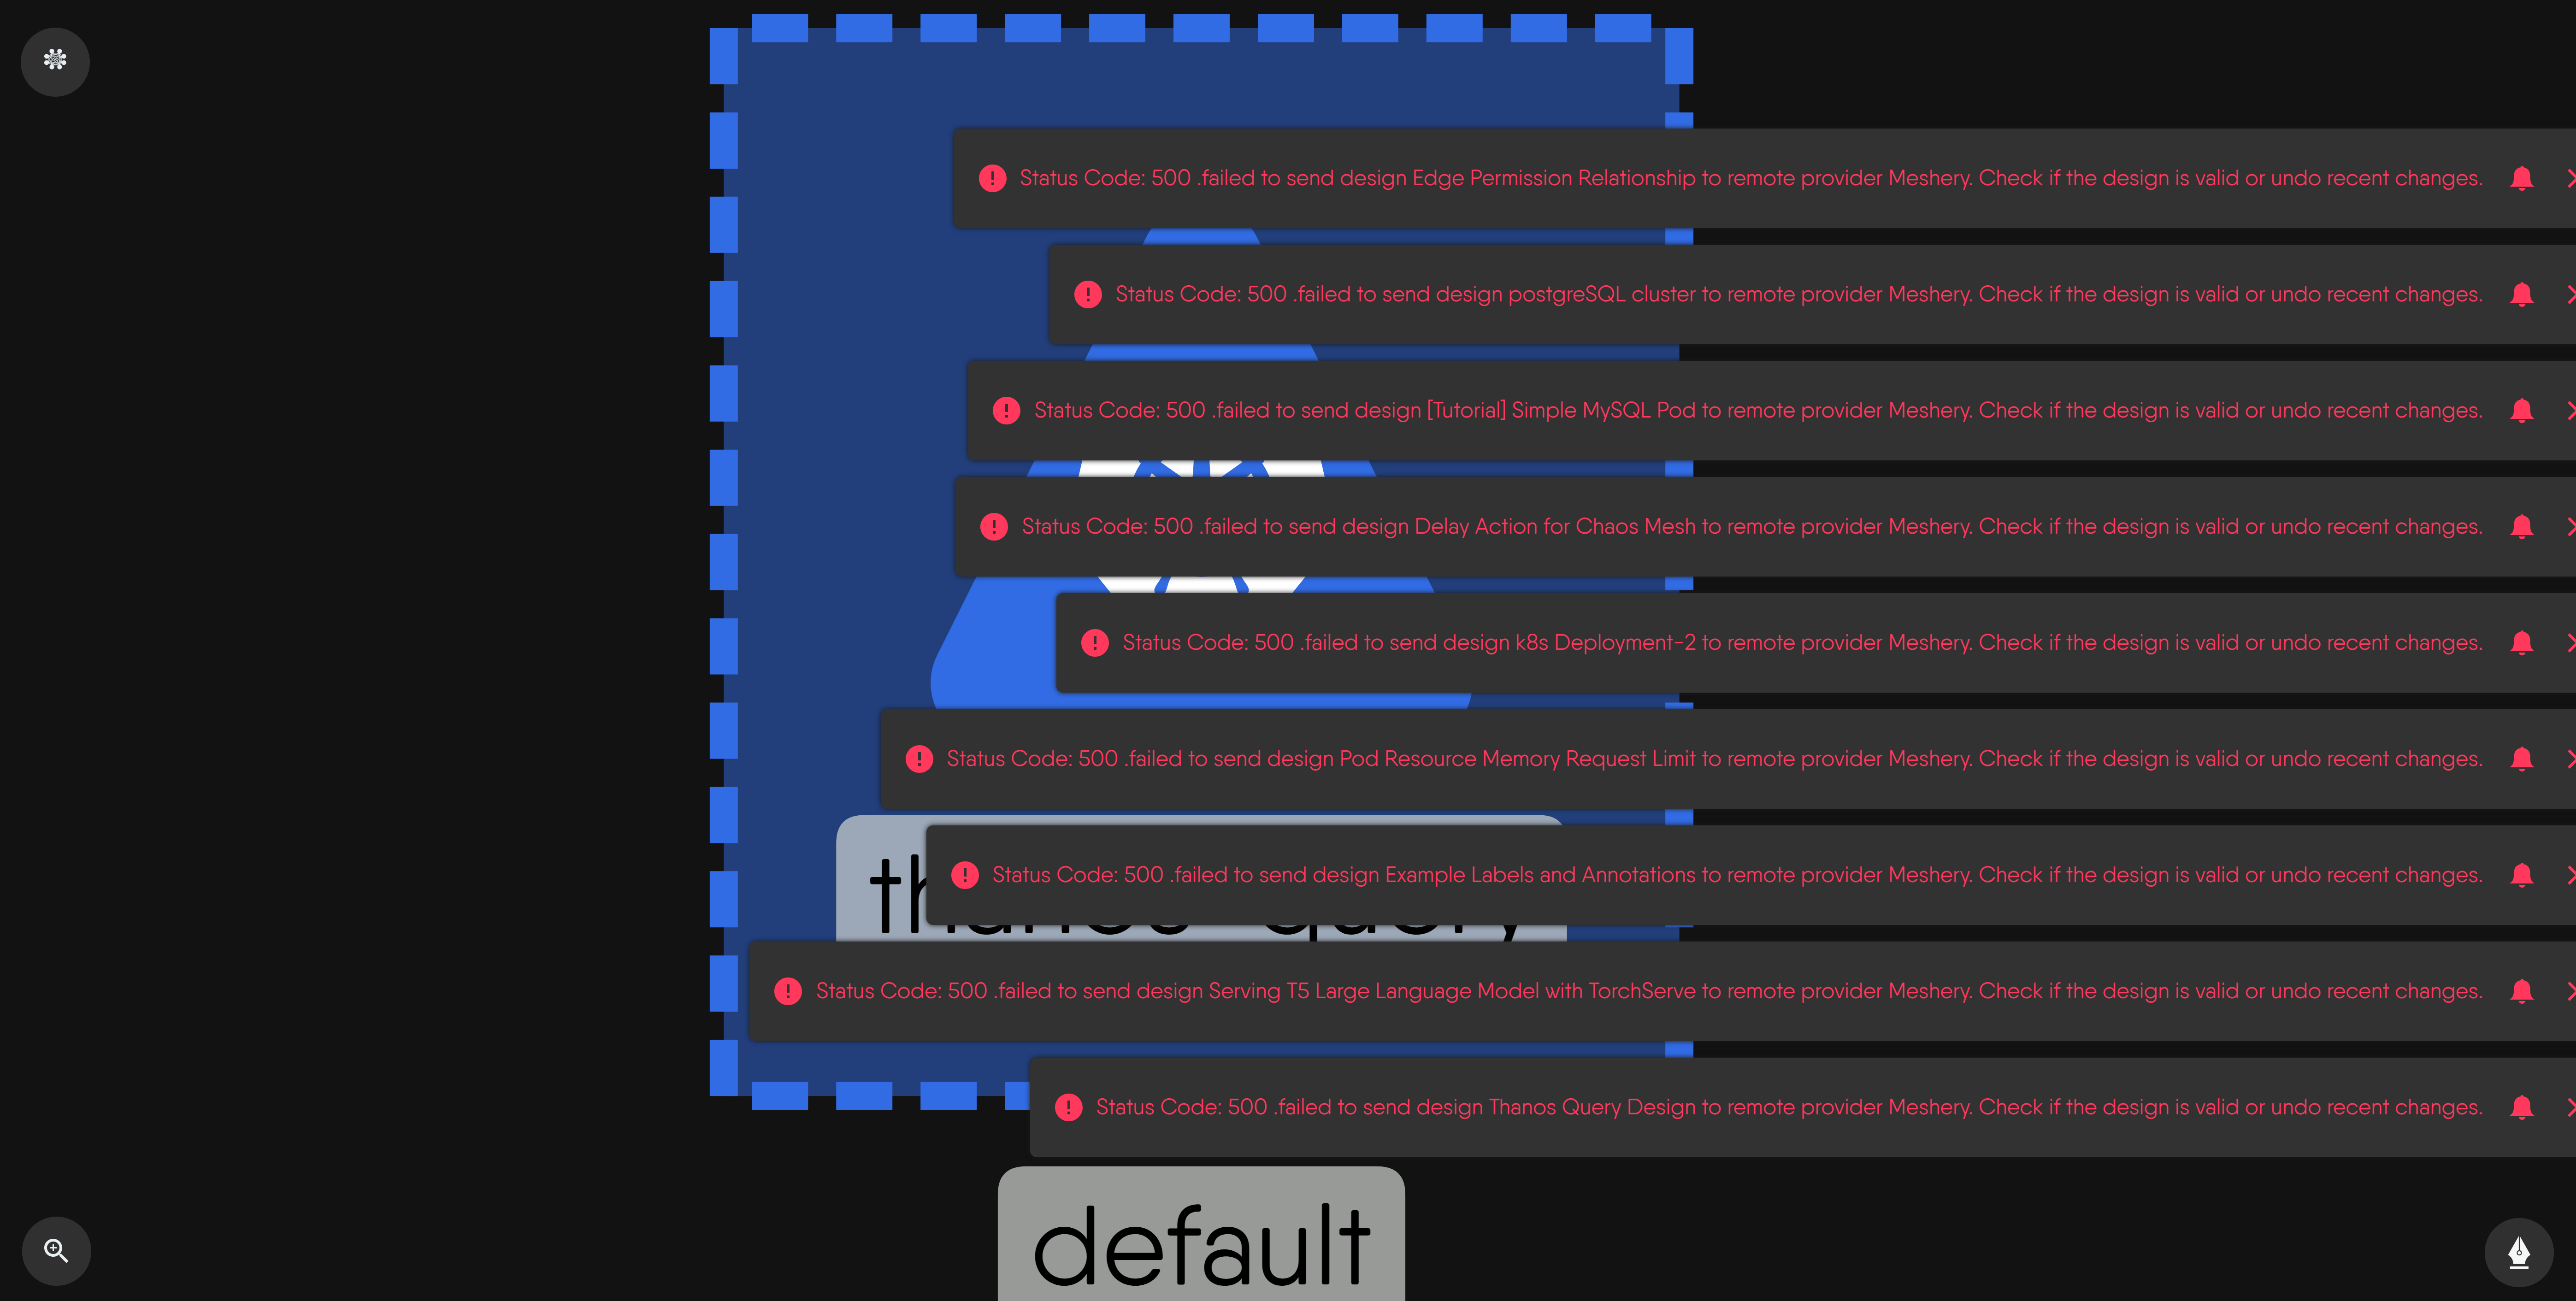 Status Code: 500 .failed to send design Edge Permission Relationship to remote provider Meshery. Check if the design is valid or undo recent changes.
Status Code: 500 .failed to send design postgreSQL cluster to remote provider Meshery. Check if the design is valid or undo recent changes.
Status Code: 500 .failed to send design [Tutorial] Simple MySQL Pod to remote provider Meshery. Check if the design is valid or undo recent changes.
Status Code: 500 .failed to send design Delay Action for Chaos Mesh to remote provider Meshery. Check if the design is valid or undo recent changes.
Status Code: 500 .failed to send design k8s Deployment-2 to remote provider Meshery. Check if the design is valid or undo recent changes.
Status Code: 500 .failed to send design Pod Resource Memory Request Limit to remote provider Meshery. Check if the design is valid or undo recent changes.
Status Code: 500 .failed to send design Example Labels and Annotations to remote provider Meshery. Check if the design is valid or undo recent changes.
Status Code: 500 .failed to send design Serving T5 Large Language Model with TorchServe to remote provider Meshery. Check if the design is valid or undo recent changes.
Status Code: 500 .failed to send design Thanos Query Design to remote provider Meshery. Check if the design is valid or undo recent changes.
default